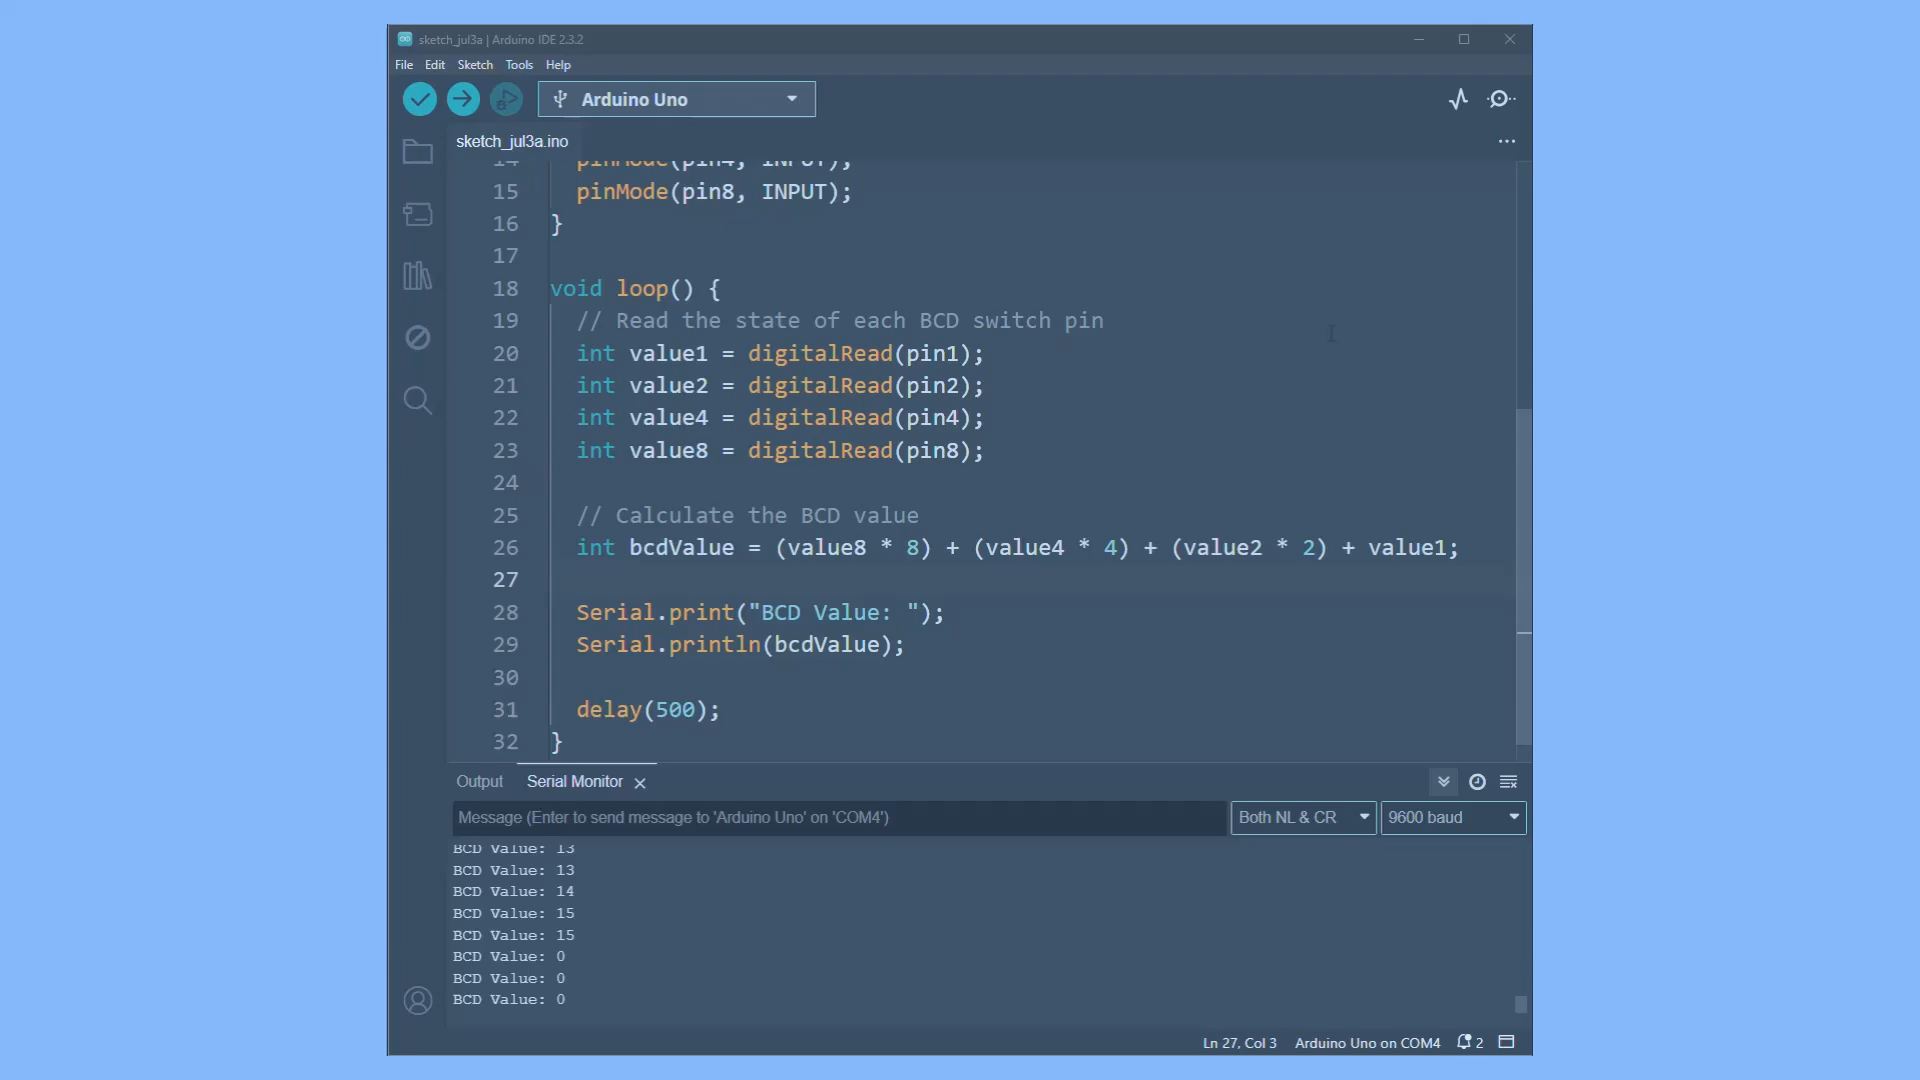 sketch_jul3a | Arduino IDE 2.3.2
File Edit Sketch Tools Help
Arduino Uno
sketch_jul3a.ino
14 pinMode(pin4, INPUT);
15 pinMode(pin8, INPUT);
16 }
17
18 void loop() {
19 // Read the state of each BCD switch pin
20 int value1 = digitalRead(pin1);
21 int value2 = digitalRead(pin2);
22 int value4 = digitalRead(pin4);
23 int value8 = digitalRead(pin8);
24
25 // Calculate the BCD value
26 int bcdValue = (value8 * 8) + (value4 * 4) + (value2 * 2) + value1;
27
28 Serial.print("BCD Value: ");
29 Serial.println(bcdValue);
30
31 delay(500);
32 }
Output Serial Monitor
Message (Enter to send message to 'Arduino Uno' on 'COM4') Both NL & CR 9600 baud
BCD Value: 13
BCD Value: 13
BCD Value: 14
BCD Value: 15
BCD Value: 15
BCD Value: 0
BCD Value: 0
BCD Value: 0
Ln 27, Col 3 Arduino Uno on COM4 2